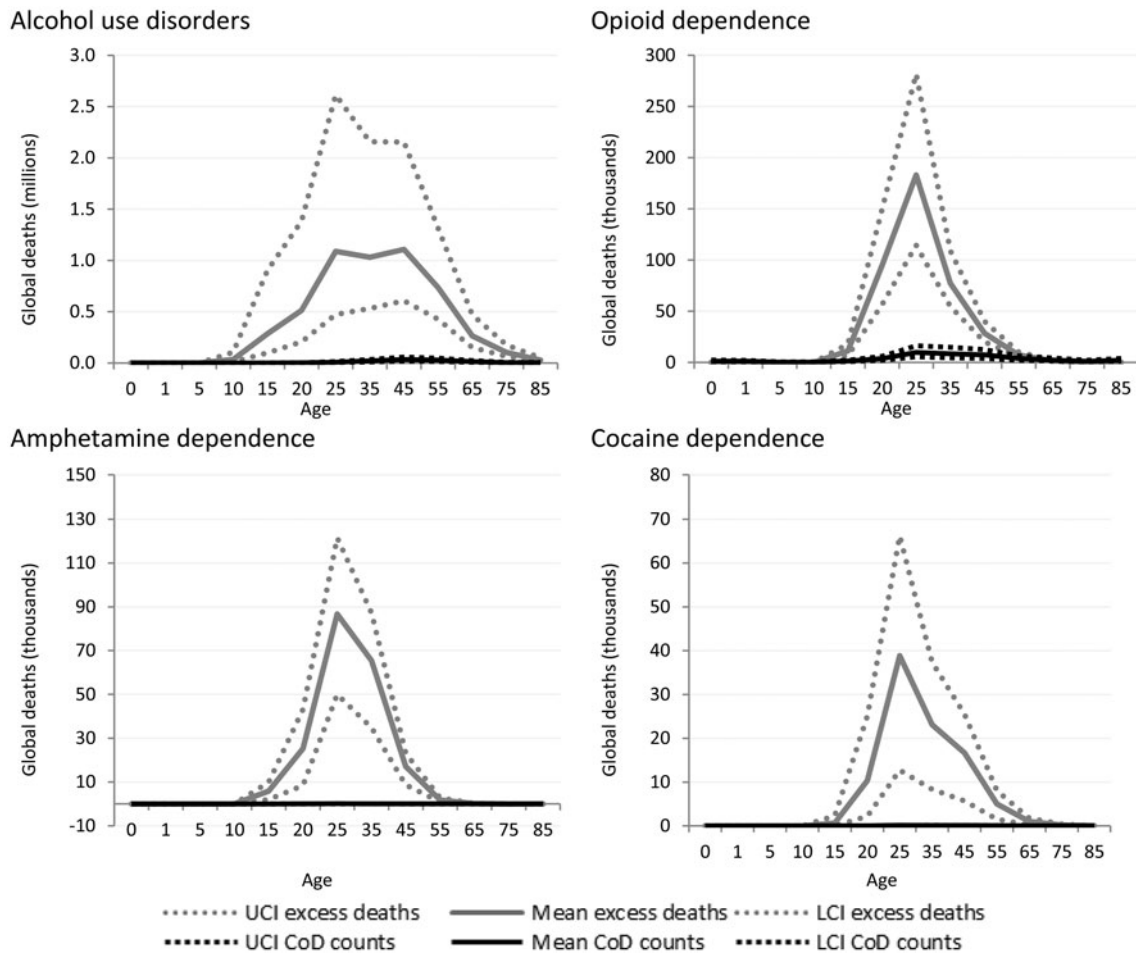 Alcohol use disorders
Global deaths (millions)
3.0
2.5
2.0
1.5
1.0
0.5
0.0
0 1 5 10 15 20 25 35 45 55 65 75 85
Age
Opioid dependence
Global deaths (thousands)
300
250
200
150
100
50
0
0 1 5 10 15 20 25 35 45 55 65 75 85
Age
Amphetamine dependence
Global deaths (thousands)
150
130
110
90
70
50
30
10
-10
0 1 5 10 15 20 25 35 45 55 65 75 85
Age
Cocaine dependence
Global deaths (thousands)
80
70
60
50
40
30
20
10
0
0 1 5 10 15 20 25 35 45 55 65 75 85
Age
UCI excess deaths Mean excess deaths LCI excess deaths
UCI CoD counts Mean CoD counts LCI CoD counts